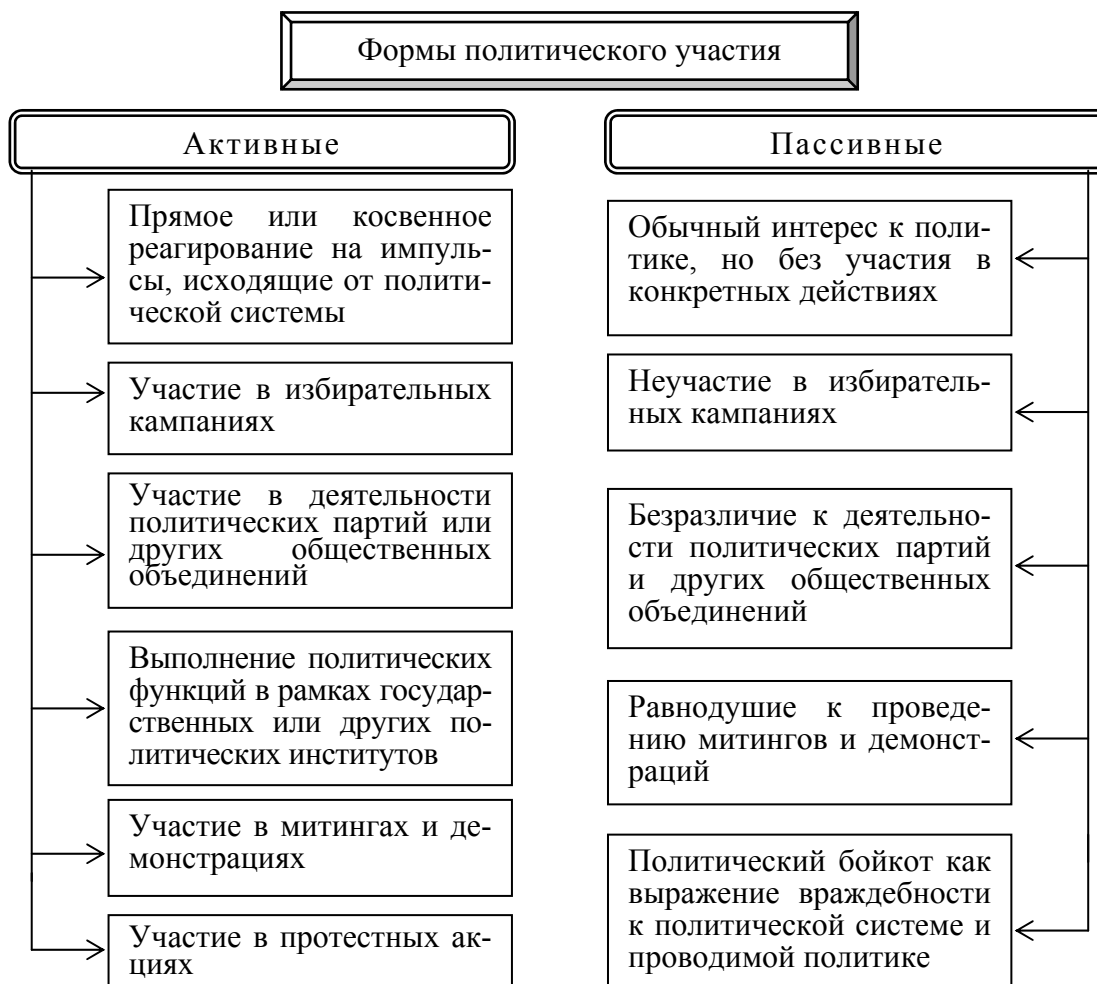 Формы политического участия
Активные
Прямое или косвенное
реагирование на импуль-
сы, исходящие от полити-
ческой системы
Участие в избирательных
кампаниях
Участие в деятельности
политических партий или
других общественных
объединений
Выполнение политических
функций в рамках государ-
ственных или других по-
литических институтов
Участие в митингах и де-
монстрациях
Участие в протестных ак-
циях
Пассивные
Обычный интерес к поли-
тике, но без участия в
конкретных действиях
Неучастие в избиратель-
ных кампаниях
Безразличие к деятельно-
сти политических партий
и других общественных
объединений
Равнодушие к проведе-
нию митингов и демонст-
раций
Политический бойкот как
выражение враждебности
к политической системе и
проводимой политике